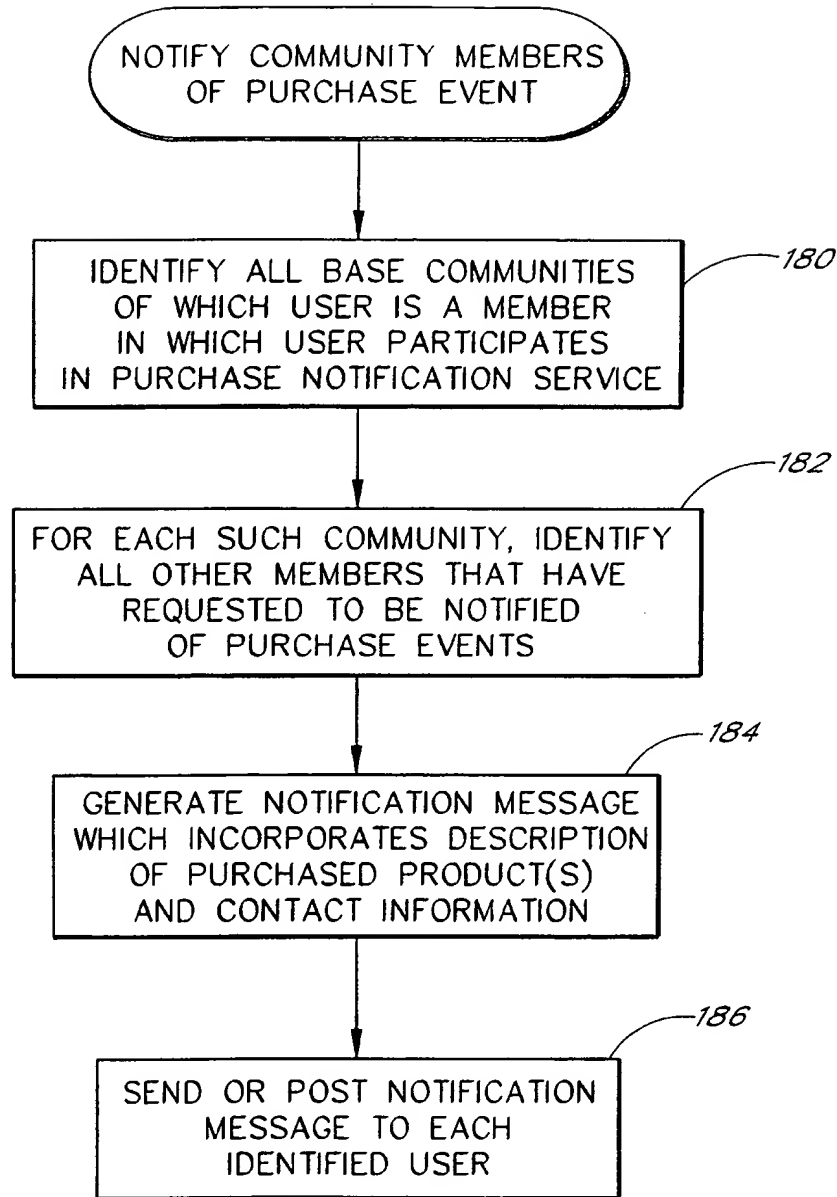 NOTIFY COMMUNITY MEMBERS
OF PURCHASE EVENT
180
IDENTIFY ALL BASE COMMUNITIES
OF WHICH USER IS A MEMBER
IN WHICH USER PARTICIPATES
IN PURCHASE NOTIFICATION SERVICE
182
FOR EACH SUCH COMMUNITY, IDENTIFY
ALL OTHER MEMBERS THAT HAVE
REQUESTED TO BE NOTIFIED
OF PURCHASE EVENTS
184
GENERATE NOTIFICATION MESSAGE
WHICH INCORPORATES DESCRIPTION
OF PURCHASED PRODUCT(S)
AND CONTACT INFORMATION
186
SEND OR POST NOTIFICATION
MESSAGE TO EACH
IDENTIFIED USER